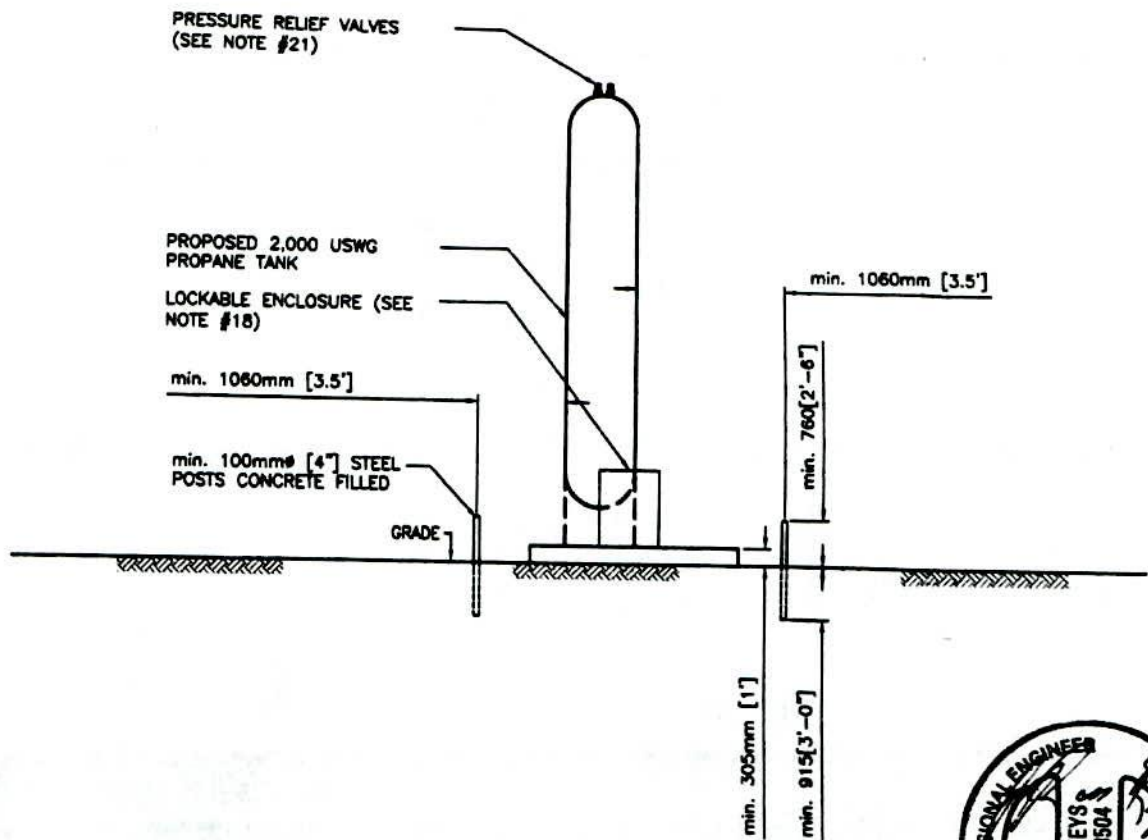 PRESSURE RELIEF VALVES
(SEE NOTE #21)
PROPOSED 2,000 USWG
PROPANE TANK
LOCKABLE ENCLOSURE (SEE
NOTE #18)
min. 1060mm [3.5']
min. 1060mm [3.5']
min. 760[2'-6"]
min. 100mmø [4"] STEEL
POSTS CONCRETE FILLED
GRADE
min. 305mm [1']
min. 915[3'-0"]
SIONAL ENGINEER
EYS